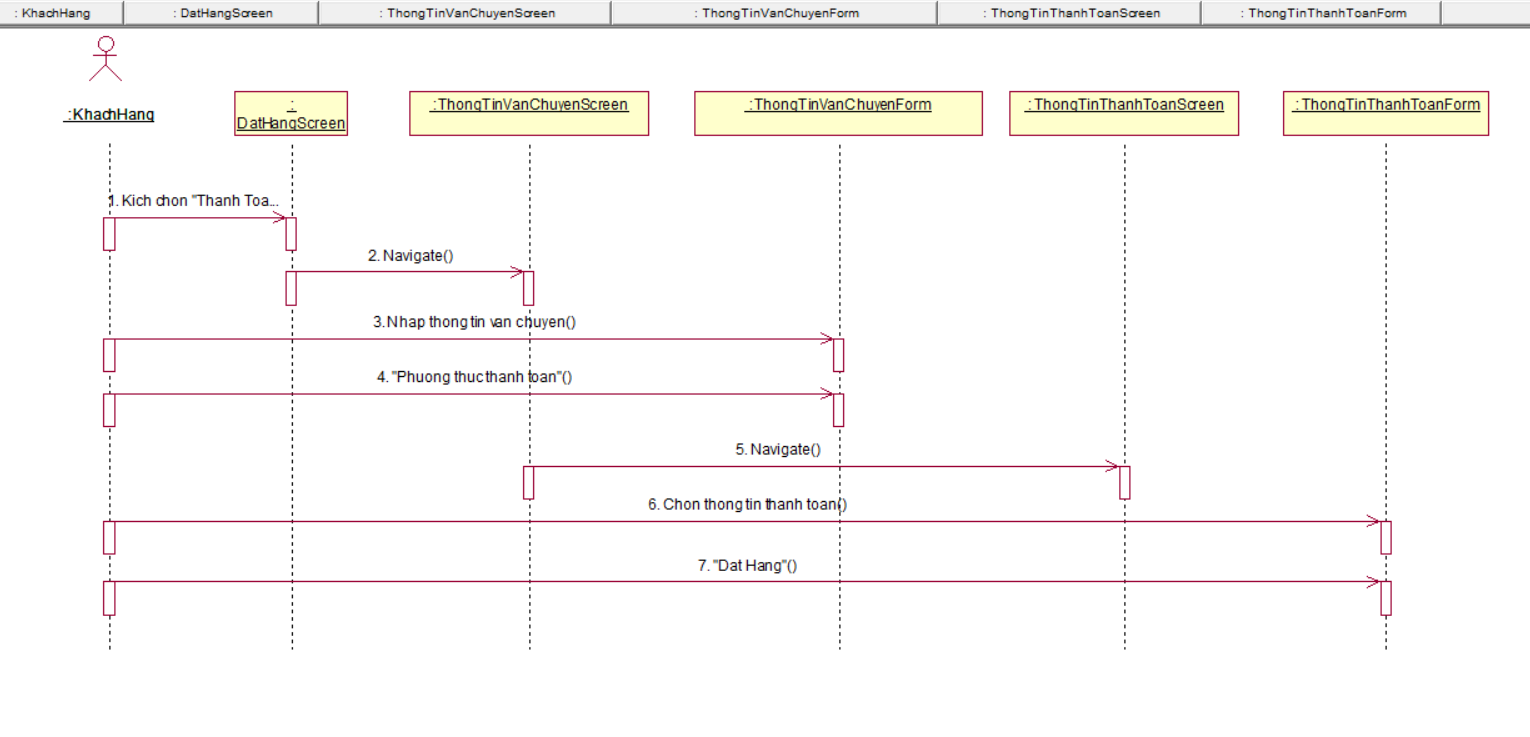 : KhachHang
: DatHangScreen
: ThongTinVanChuyenScreen
: ThongTinVanChuyenForm
: ThongTinThanhToanScreen
: ThongTinThanhToanForm
:KhachHang
:
DatHangScreen
:ThongTinVanChuyenScreen
:ThongTinVanChuyenForm
:ThongTinThanhToanScreen
:ThongTinThanhToanForm
1. Kich chon "Thanh Toa...
2. Navigate()
3.Nhap thong tin van chuyen()
4. "Phuong thuc thanh toan"()
5. Navigate()
6. Chon thong tin thanh toan()
7. "Dat Hang"()